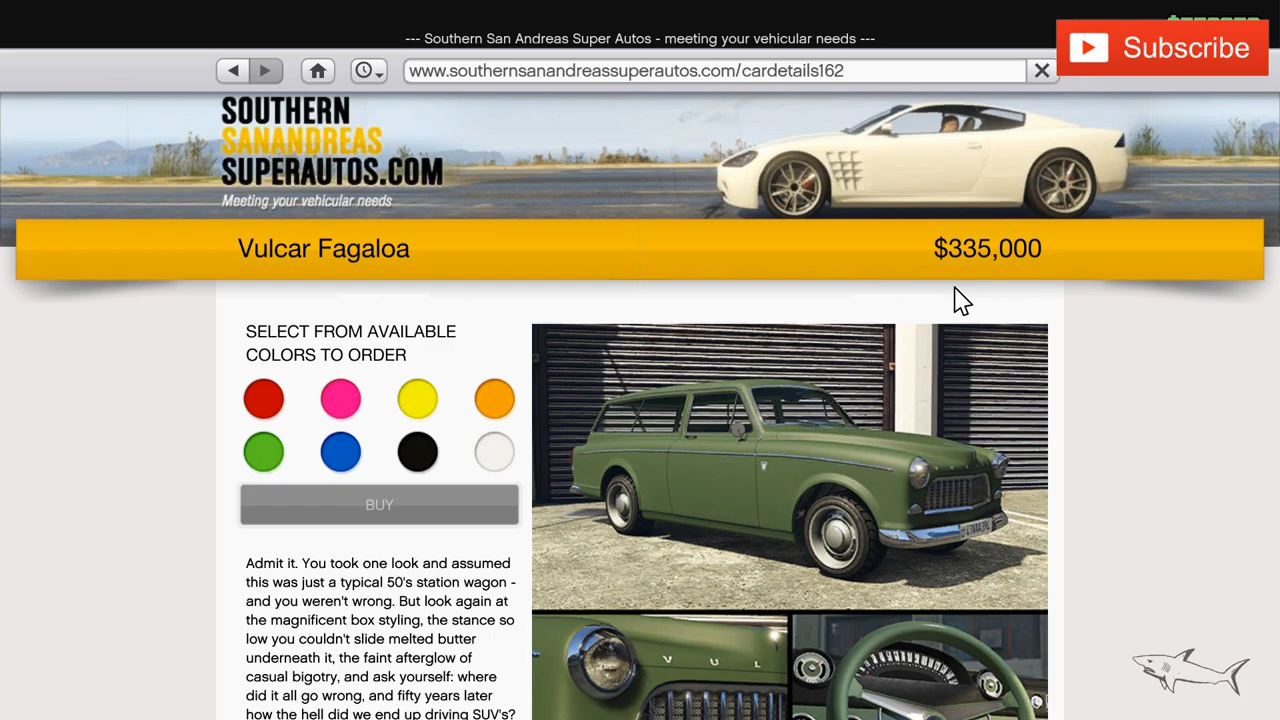 --- Southern San Andreas Super Autos - meeting your vehicular needs ---
Subscribe
www.southernsanandreassuperautos.com/cardetails162
SOUTHERN
SANANDREAS
SUPERAUTOS.COM
Meeting your vehicular needs
Vulcar Fagaloa
$335,000
SELECT FROM AVAILABLE
COLORS TO ORDER
BUY
Admit it. You took one look and assumed
this was just a typical 50's station wagon -
and you weren't wrong. But look again at
the magnificent box styling, the stance so
low you couldn't slide melted butter
underneath it, the faint afterglow of
casual bigotry, and ask yourself: where
did it all go wrong, and fifty years later
how the hell did we end up driving SUV's?
V U L